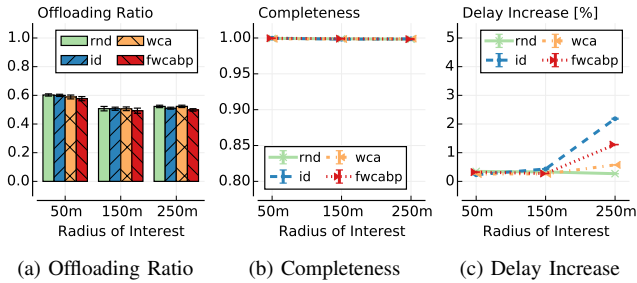 Offloading Ratio
1.0
0.8
0.6
0.4
0.2
0.0
rnd
id
wca
fwcabp
50m 150m 250m
Radius of Interest
(a) Offloading Ratio
Completeness
1.00
0.95
0.90
0.85
0.80
rnd
id
wca
fwcabp
50m 150m 250m
Radius of Interest
(b) Completeness
Delay Increase [%]
5
4
3
2
1
0
rnd
id
wca
fwcabp
50m 150m 250m
Radius of Interest
(c) Delay Increase